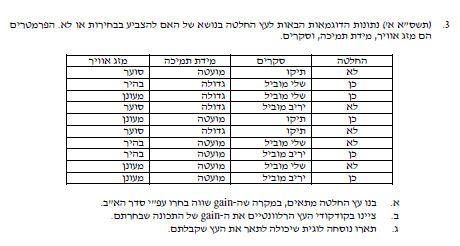 3. (תשס"א א') נתונות הדוגמאות הבאות לעץ החלטה בנושא של האם להצביע בבחירות או לא. הפרמטרים
הם מזג אוויר, מידת תמיכה, וסקרים.
החלטה סקרים מידת תמיכה מזג אוויר
לא תיקו מועטה סוער
כן שלי מוביל גדולה בהיר
כן שלי מוביל גדולה מעונן
לא יריב מוביל גדולה סוער
כן תיקו מועטה מעונן
לא תיקו גדולה סוער
לא שלי מוביל מועטה בהיר
כן יריב מוביל מועטה בהיר
לא שלי מוביל מועטה מעונן
כן יריב מוביל מועטה מעונן
א. בנו עץ החלטה מתאים, במקרה שה-gain שווה בחרו עפ"י סדר הא"ב.
ב. ציינו בקודקודי העץ הרלוונטיים את ה-gain של התכונה שבחרתם.
ג. תארו נוסחה לוגית שיכולה לתאר את העץ שקבלתם.